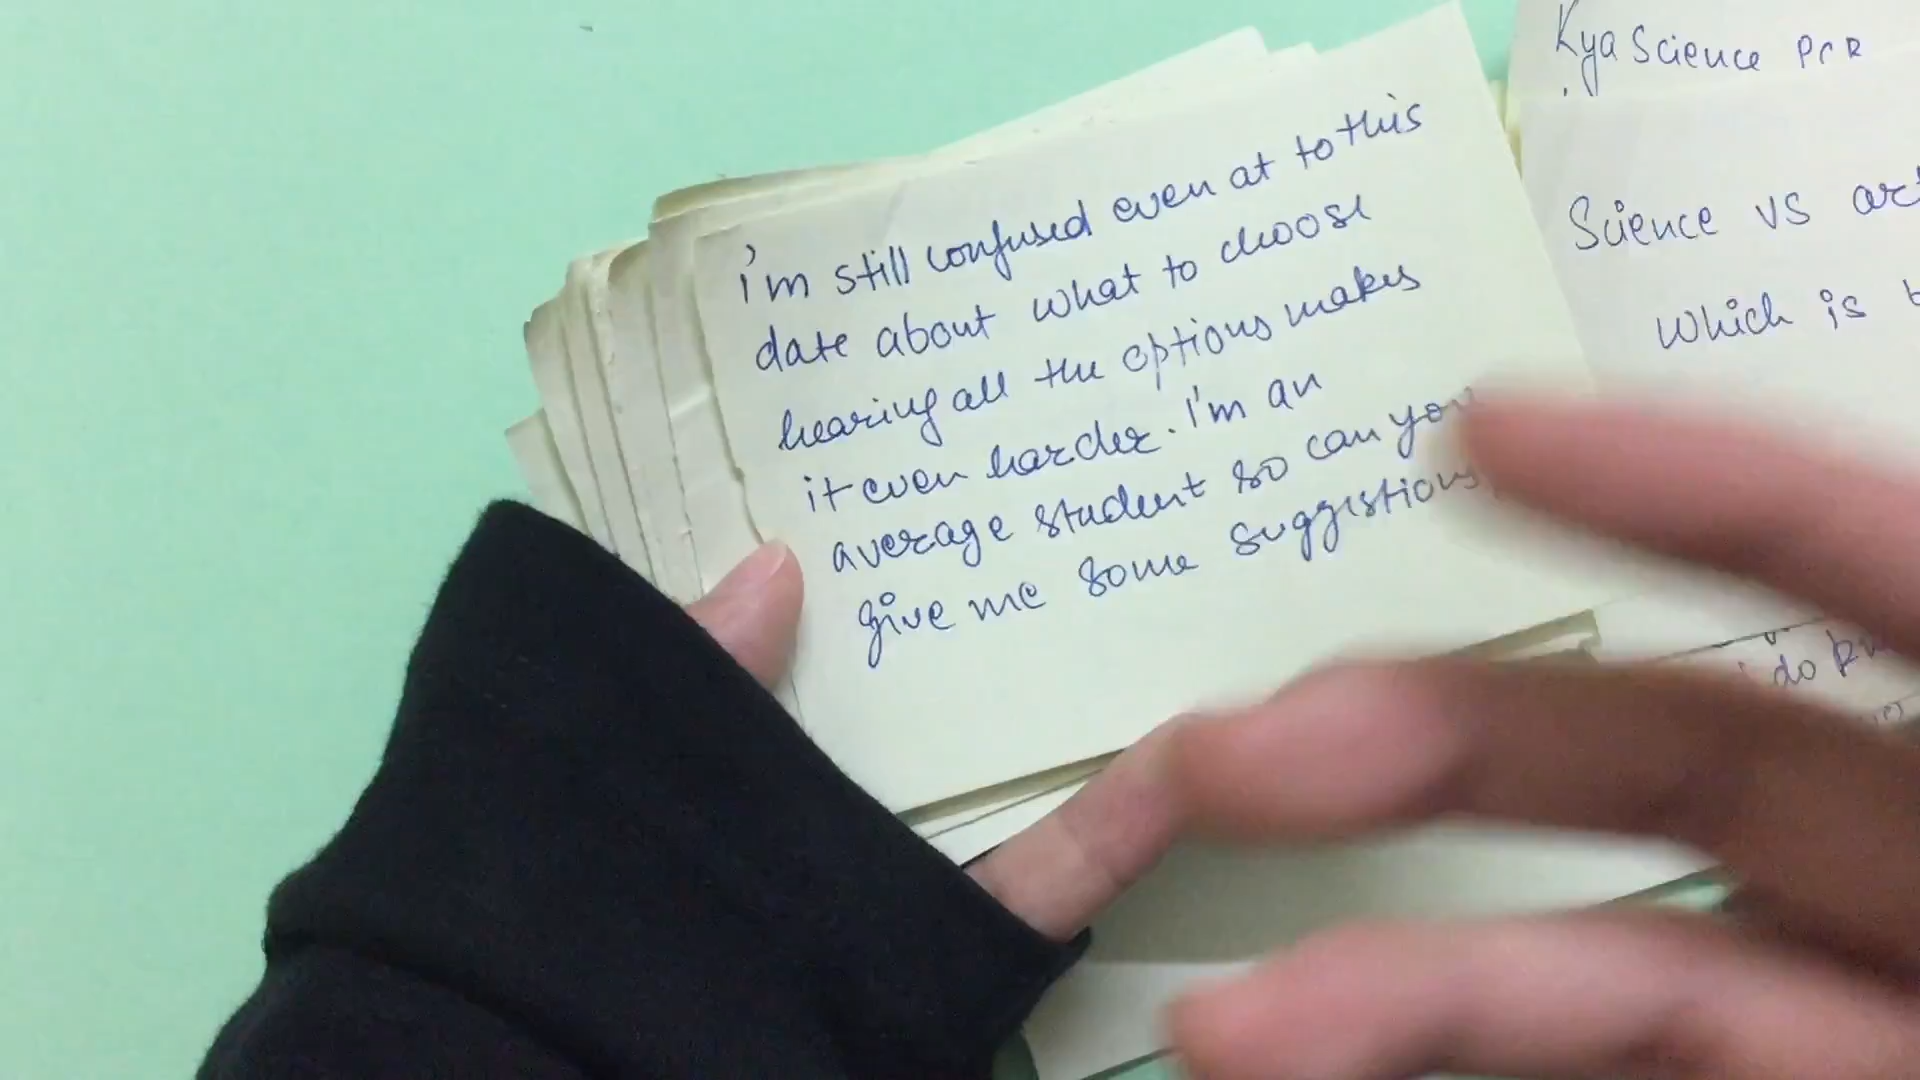 i'm still confused even at to this
date about what to choose
hearing all the options makes
it even harder. I'm an
average student so can you
give me some suggestions
Kya Science PCB
Science VS
Which is
i do